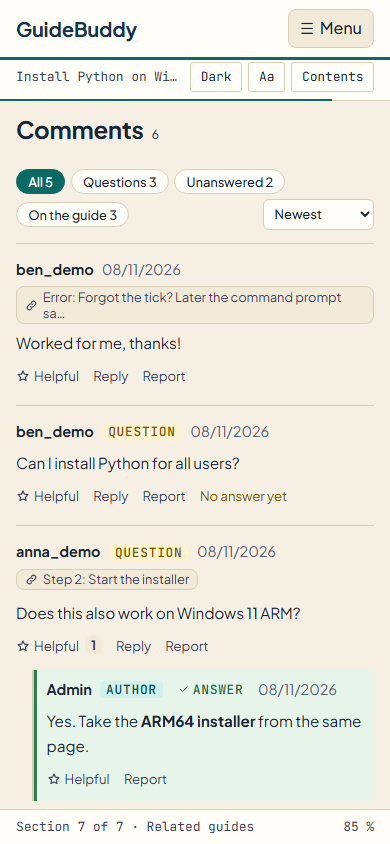 GuideBuddy
☰ Menu
Install Python on Wi…
Dark
Aa
Contents
Comments 6
All 5
Questions 3
Unanswered 2
On the guide 3
Newest
ben_demo 08/11/2026
Error: Forgot the tick? Later the command prompt
sa…
Worked for me, thanks!
Helpful Reply Report
ben_demo QUESTION 08/11/2026
Can I install Python for all users?
Helpful Reply Report No answer yet
anna_demo QUESTION 08/11/2026
Step 2: Start the installer
Does this also work on Windows 11 ARM?
Helpful 1 Reply Report
Admin AUTHOR ✓ ANSWER 08/11/2026
Yes. Take the ARM64 installer from the same
page.
Helpful Report
Section 7 of 7 · Related guides 85 %